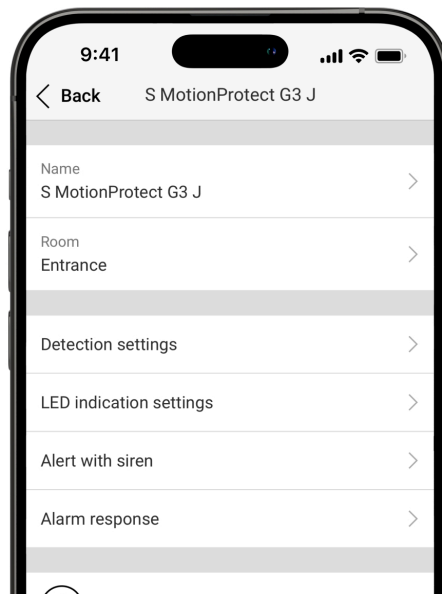 9:41
Back S MotionProtect G3 J
Name
S MotionProtect G3 J
Room
Entrance
Detection settings
LED indication settings
Alert with siren
Alarm response